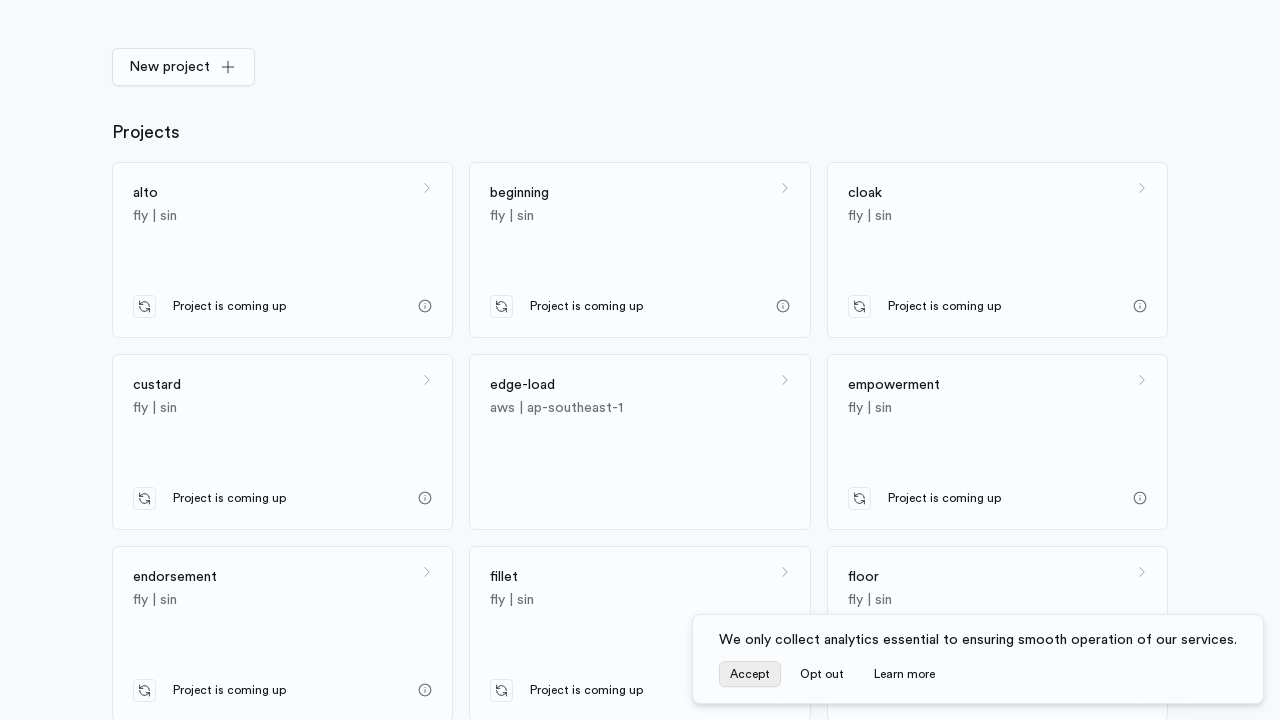 New project
Projects
alto
fly | sin
Project is coming up
beginning
fly | sin
Project is coming up
cloak
fly | sin
Project is coming up
custard
fly | sin
Project is coming up
edge-load
aws | ap-southeast-1
empowerment
fly | sin
Project is coming up
endorsement
fly | sin
Project is coming up
fillet
fly | sin
Project is coming up
floor
fly | sin
We only collect analytics essential to ensuring smooth operation of our services.
Accept
Opt out
Learn more